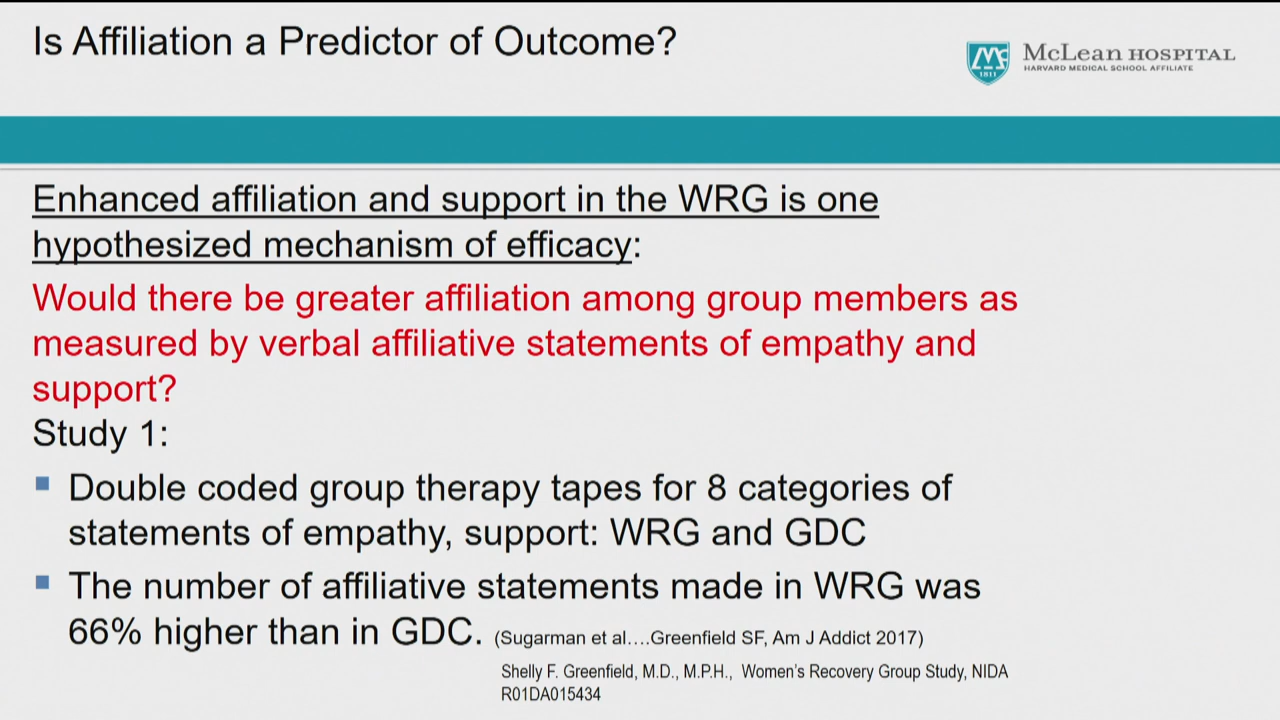 Is Affiliation a Predictor of Outcome?
McLean HOSPITAL
HARVARD MEDICAL SCHOOL AFFILIATE
1811
Enhanced affiliation and support in the WRG is one
hypothesized mechanism of efficacy:
Would there be greater affiliation among group members as
measured by verbal affiliative statements of empathy and
support?
Study 1:
▪ Double coded group therapy tapes for 8 categories of
statements of empathy, support: WRG and GDC
▪ The number of affiliative statements made in WRG was
66% higher than in GDC. (Sugarman et al....Greenfield SF, Am J Addict 2017)
Shelly F. Greenfield, M.D., M.P.H., Women's Recovery Group Study, NIDA
R01DA015434